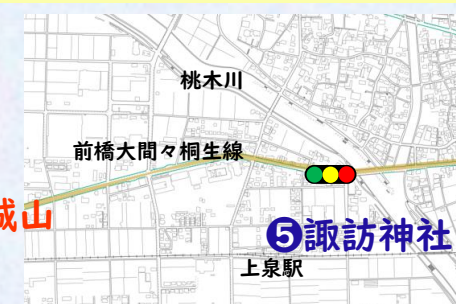 桃木川
前橋大間々桐生線
城山
❺諏訪神社
上泉駅